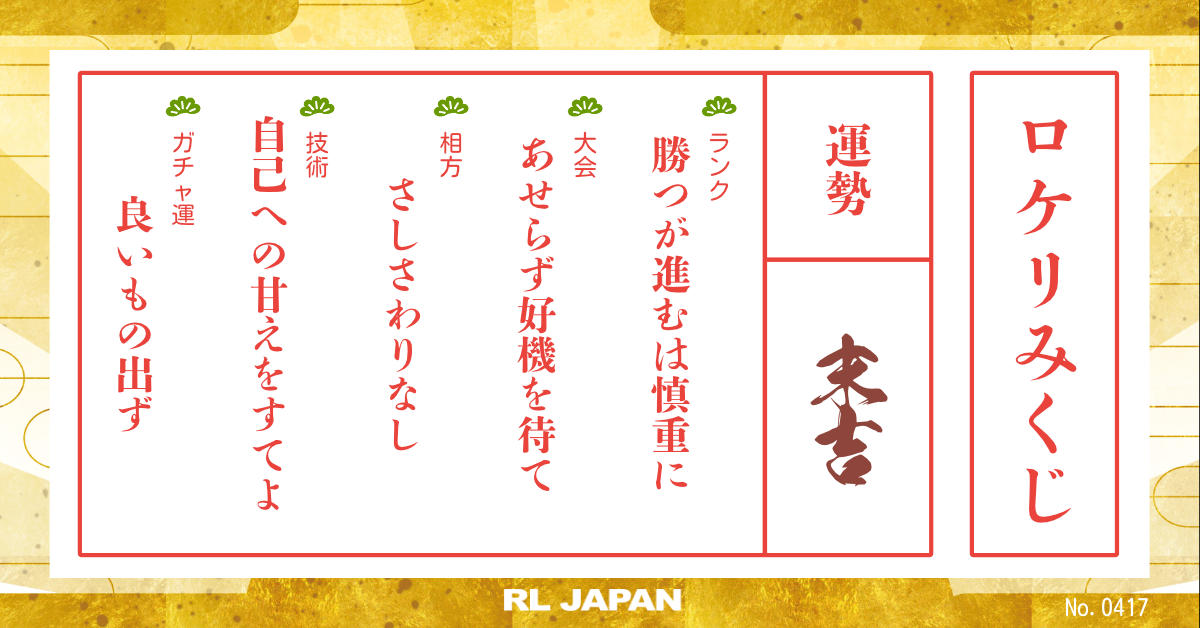 ロケリみくじ
運勢
末吉
ランク
勝つが進むは慎重に
大会
あせらず好機を待て
相方
さしさわりなし
技術
自己への甘えをすてよ
ガチャ運
良いもの出ず
RL JAPAN
No. 0417